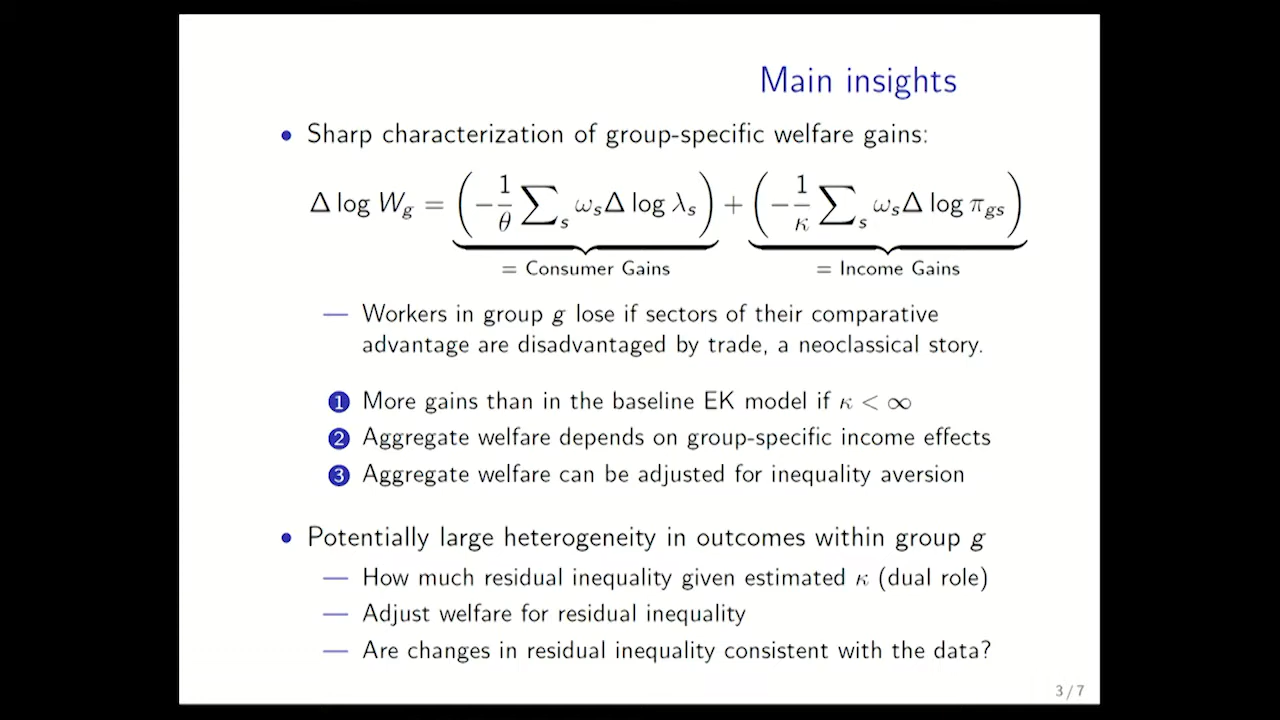 Main insights
• Sharp characterization of group-specific welfare gains:
Δ log W_g = (−1/θ ∑_s ω_s Δ log λ_s) + (−1/κ ∑_s ω_s Δ log π_gs)
= Consumer Gains = Income Gains
— Workers in group g lose if sectors of their comparative
advantage are disadvantaged by trade, a neoclassical story.
1 More gains than in the baseline EK model if κ < ∞
2 Aggregate welfare depends on group-specific income effects
3 Aggregate welfare can be adjusted for inequality aversion
• Potentially large heterogeneity in outcomes within group g
— How much residual inequality given estimated κ (dual role)
— Adjust welfare for residual inequality
— Are changes in residual inequality consistent with the data?
3 / 7